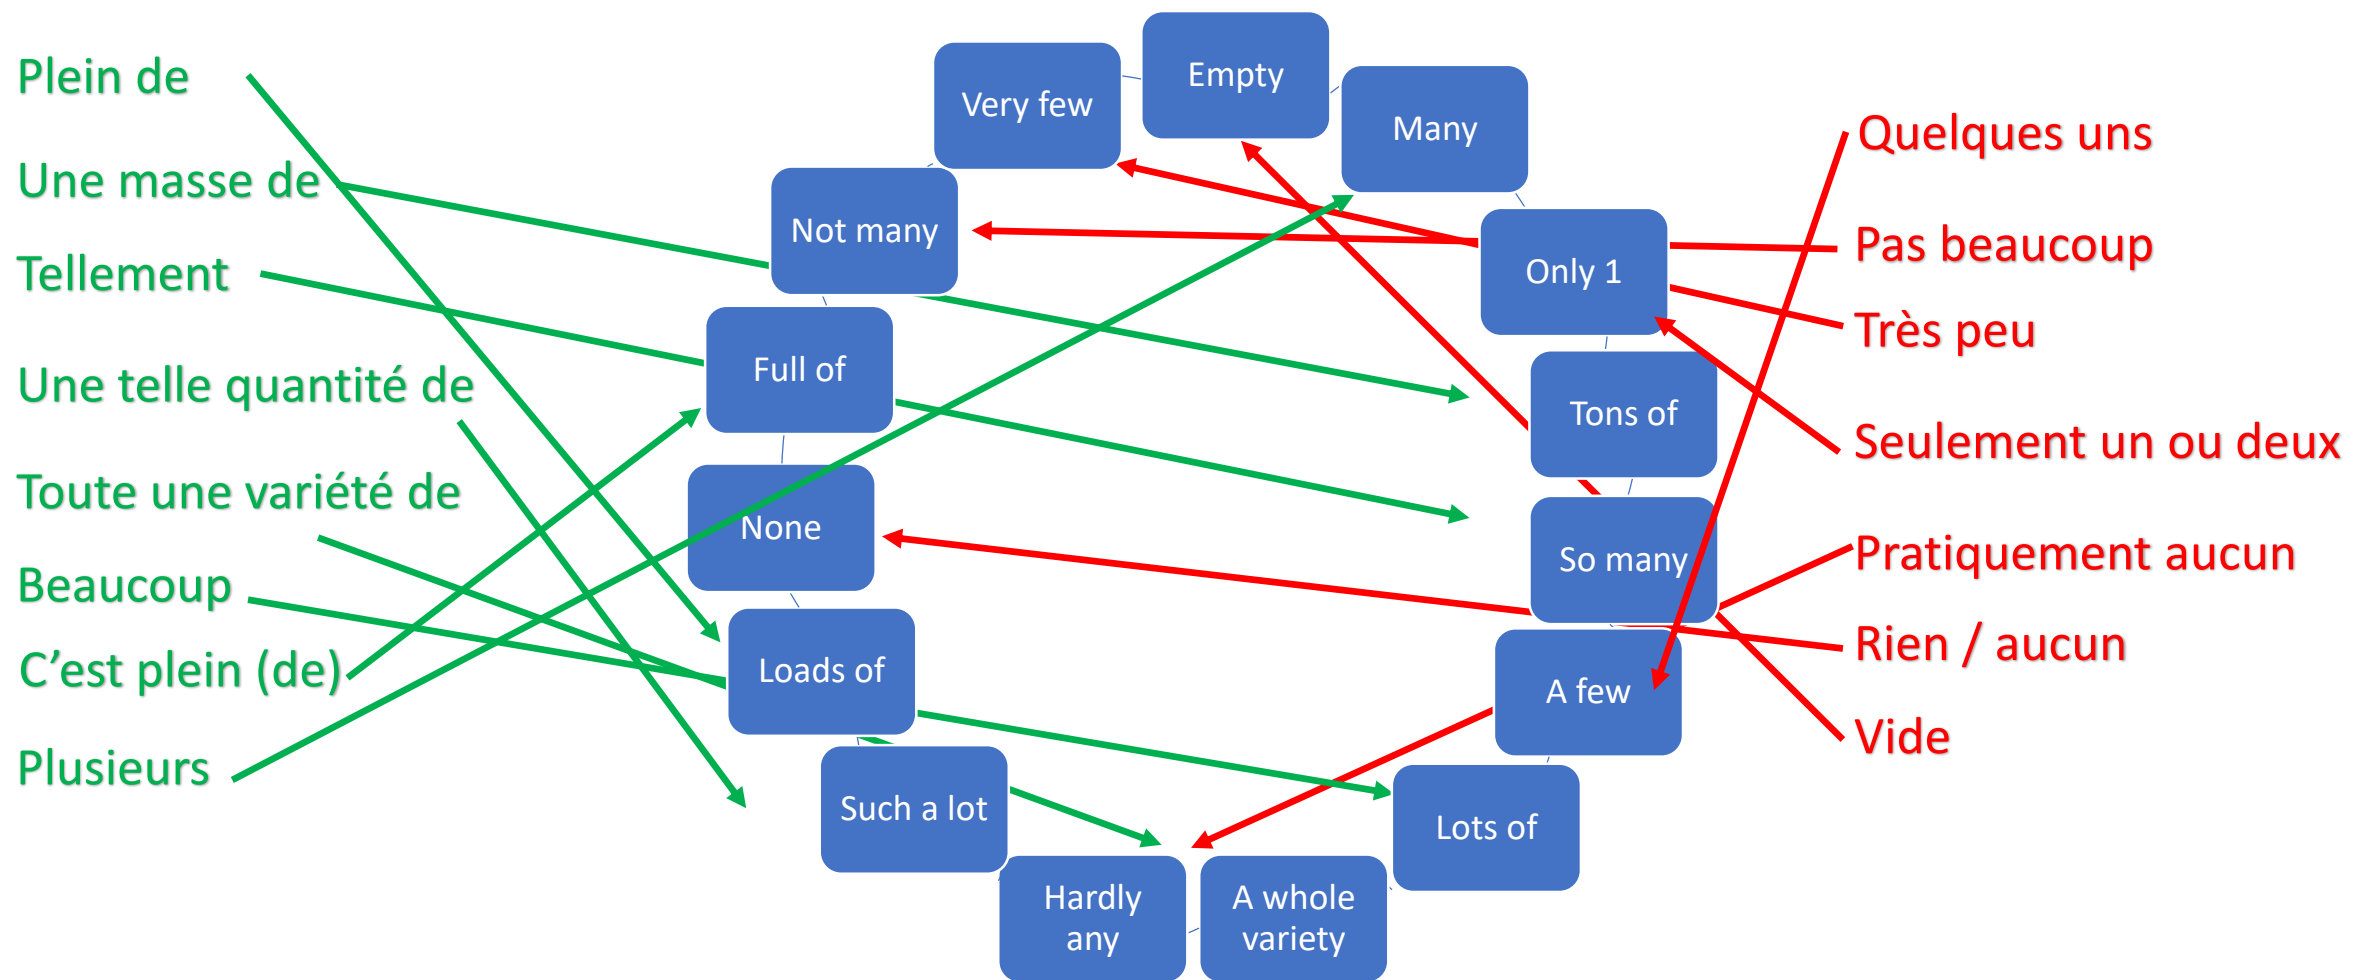 Plein de
Une masse de
Tellement
Une telle quantité de
Toute une variété de
Beaucoup
C’est plein (de)
Plusieurs
Empty
Very few
Many
Not many
Only 1
Full of
Tons of
None
So many
Loads of
A few
Such a lot
Lots of
Hardly
any
A whole
variety
Quelques uns
Pas beaucoup
Très peu
Seulement un ou deux
Pratiquement aucun
Rien / aucun
Vide